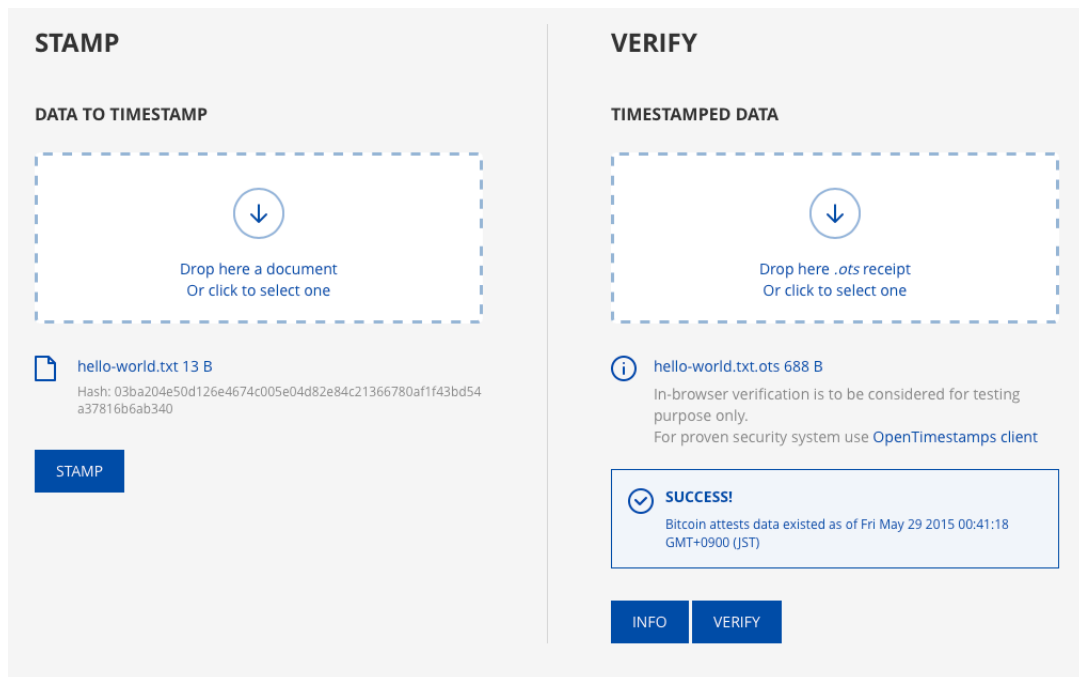 STAMP
DATA TO TIMESTAMP
Drop here a document
Or click to select one
hello-world.txt 13 B
Hash: 03ba204e50d126e4674c005e04d82e84c21366780af1f43bd54
a37816b6ab340
STAMP
VERIFY
TIMESTAMPED DATA
Drop here .ots receipt
Or click to select one
hello-world.txt.ots 688 B
In-browser verification is to be considered for testing
purpose only.
For proven security system use OpenTimestamps client
SUCCESS!
Bitcoin attests data existed as of Fri May 29 2015 00:41:18
GMT+0900 (JST)
INFO
VERIFY